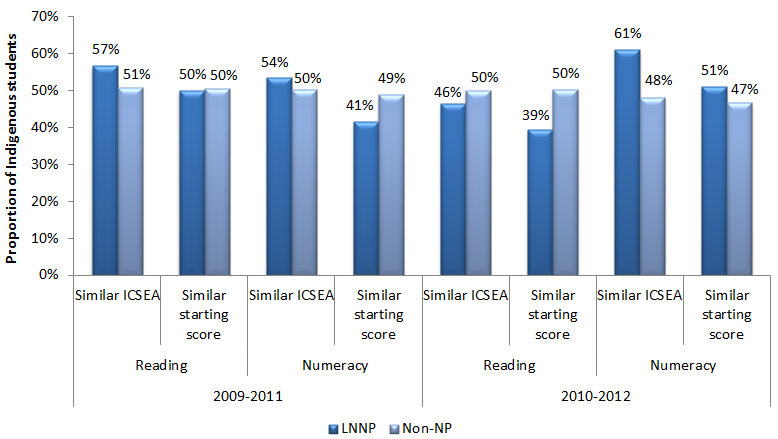 70%
60%
50%
40%
30%
20%
10%
0%
Proportion of Indigenous students
57%
51%
50%
50%
54%
50%
41%
49%
46%
50%
39%
50%
61%
48%
51%
47%
Similar ICSEA
Similar
starting
score
Similar ICSEA
Similar
starting
score
Similar ICSEA
Similar
starting
score
Similar ICSEA
Similar
starting
score
Reading
Numeracy
Reading
Numeracy
2009-2011
2010-2012
LNNP
Non-NP